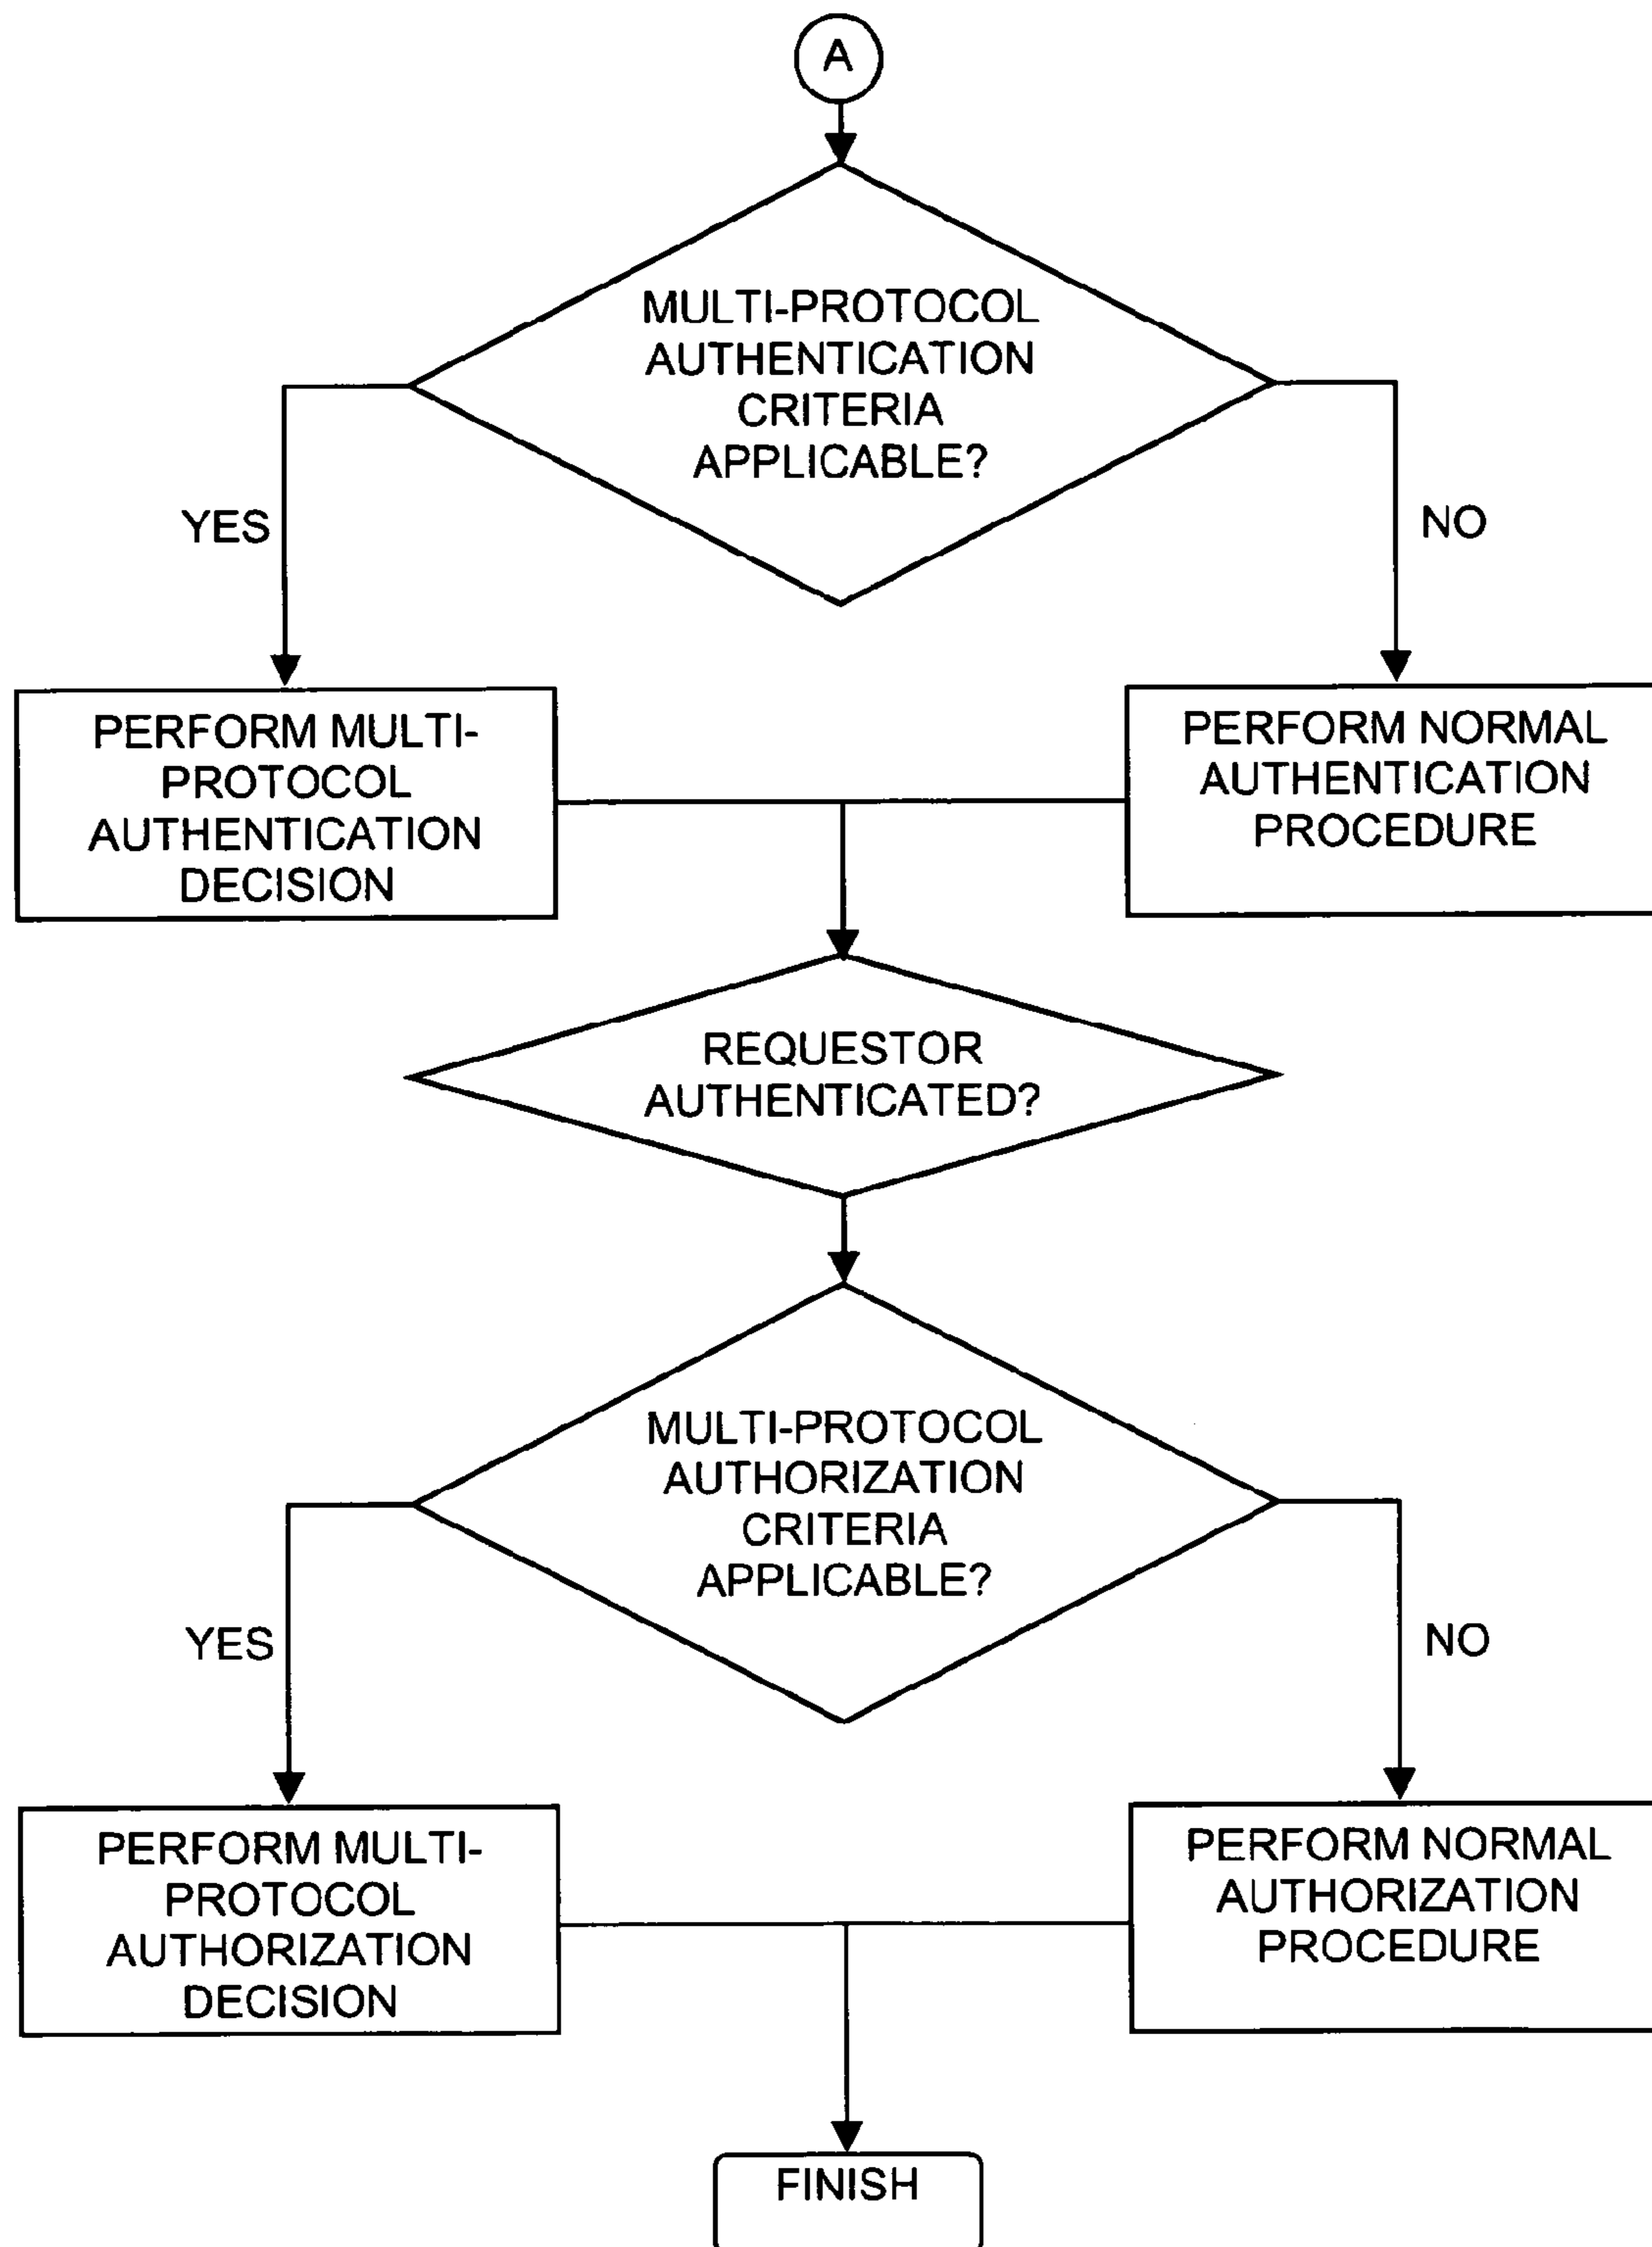 A
MULTI-PROTOCOL
AUTHENTICATION
CRITERIA
APPLICABLE?
YES
NO
PERFORM MULTI-
PROTOCOL
AUTHENTICATION
DECISION
PERFORM NORMAL
AUTHENTICATION
PROCEDURE
REQUESTOR
AUTHENTICATED?
MULTI-PROTOCOL
AUTHORIZATION
CRITERIA
APPLICABLE?
YES
NO
PERFORM MULTI-
PROTOCOL
AUTHORIZATION
DECISION
PERFORM NORMAL
AUTHORIZATION
PROCEDURE
FINISH